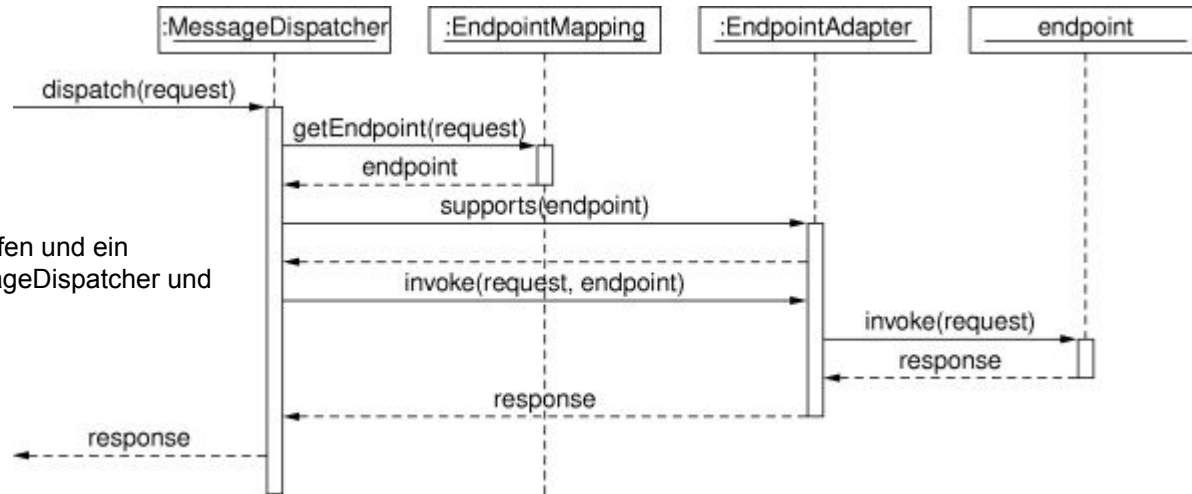 :MessageDispatcher
:EndpointMapping
:EndpointAdapter
endpoint
dispatch(request)
getEndpoint(request)
endpoint
supports(endpoint)
fen und ein
ageDispatcher und
invoke(request, endpoint)
invoke(request)
response
response
response